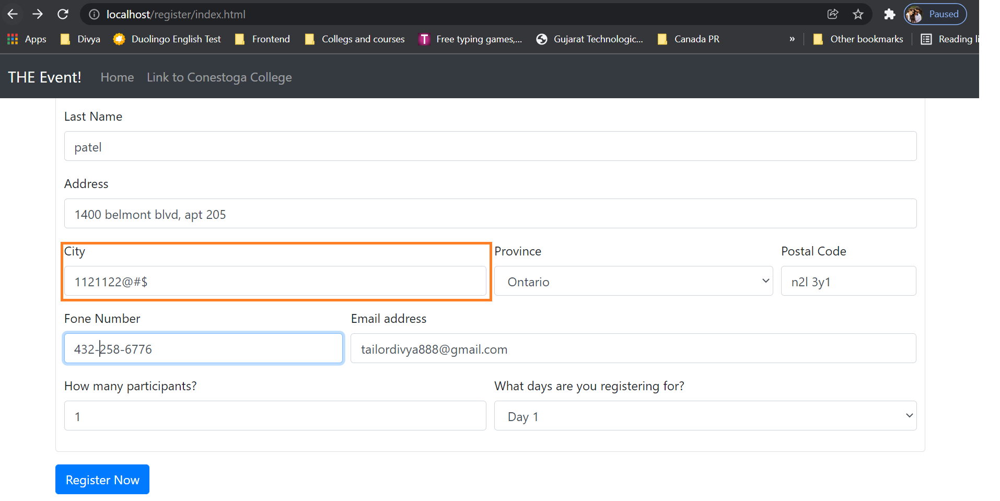 localhost/register/index.html Paused
Apps Divya Duolingo English Test Frontend Collegs and courses T Free typing games,... Gujarat Technologic... Canada PR » Other bookmarks Reading li
THE Event! Home Link to Conestoga College
Last Name
patel
Address
1400 belmont blvd, apt 205
City Province Postal Code
1121122@#$ Ontario n2l 3y1
Fone Number Email address
432-258-6776 tailordivya888@gmail.com
How many participants? What days are you registering for?
1 Day 1
Register Now